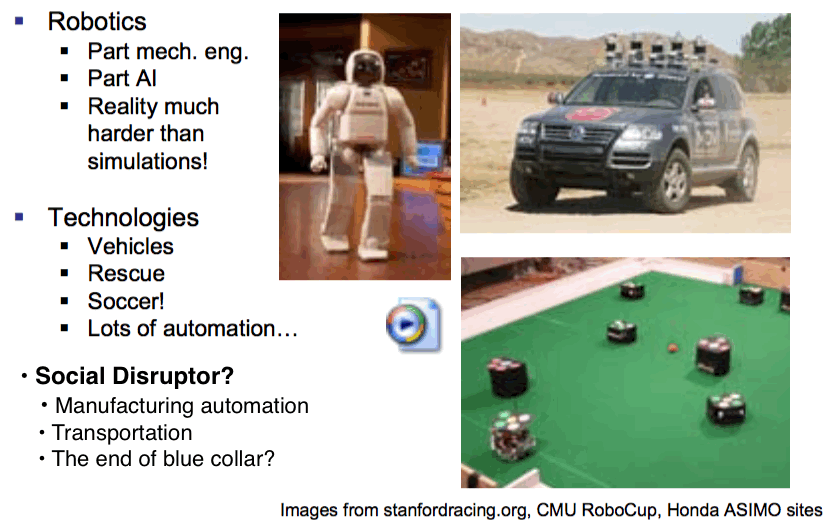 Robotics
Part mech. eng.
Part AI
Reality much
harder than
simulations!
Technologies
Vehicles
Rescue
Soccer!
Lots of automation…
• Social Disruptor?
• Manufacturing automation
• Transportation
• The end of blue collar?
Images from stanfordracing.org, CMU RoboCup, Honda ASIMO sites